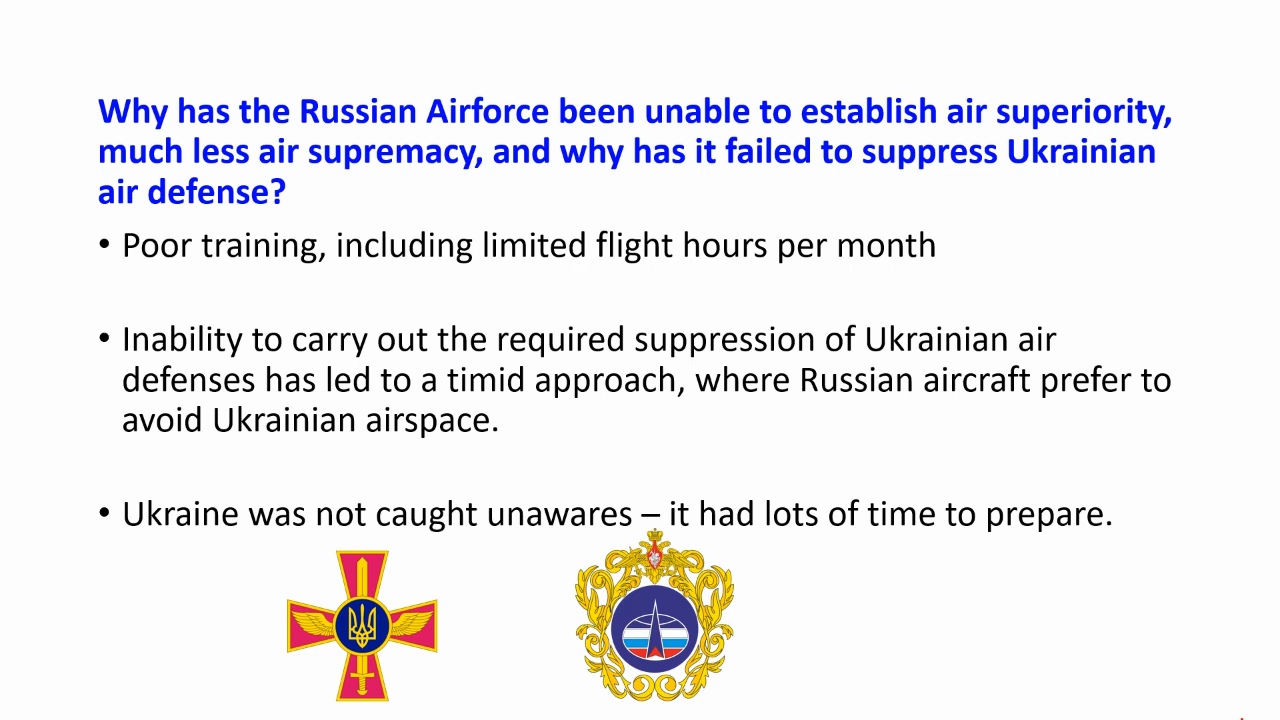 Why has the Russian Airforce been unable to establish air superiority,
much less air supremacy, and why has it failed to suppress Ukrainian
air defense?
• Poor training, including limited flight hours per month
• Inability to carry out the required suppression of Ukrainian air
defenses has led to a timid approach, where Russian aircraft prefer to
avoid Ukrainian airspace.
• Ukraine was not caught unawares – it had lots of time to prepare.